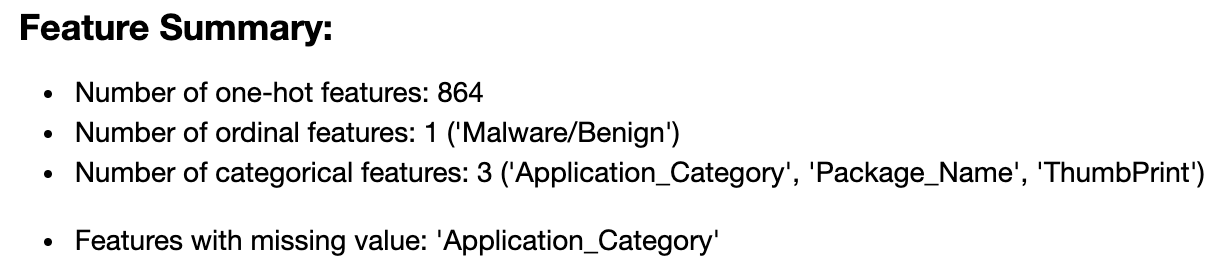 Feature Summary:
• Number of one-hot features: 864
• Number of ordinal features: 1 ('Malware/Benign')
• Number of categorical features: 3 ('Application_Category', 'Package_Name', 'ThumbPrint')
• Features with missing value: 'Application_Category'